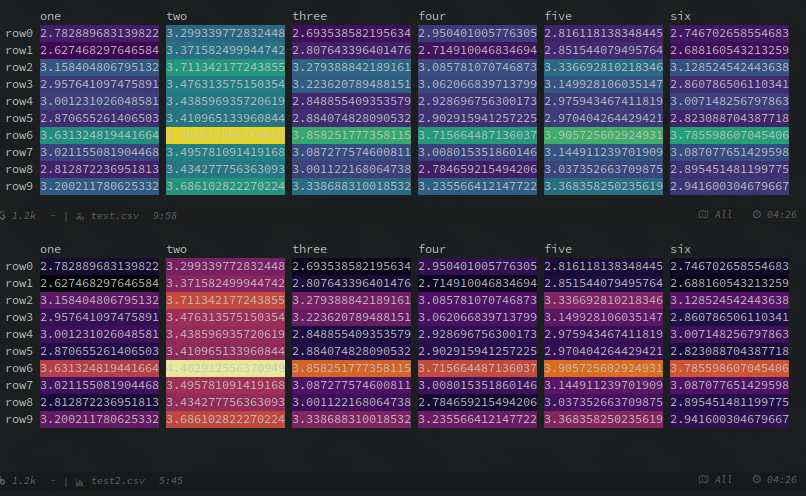 one two three four five six
row0 2.782889683139822 3.299339772832448 2.693538582195634 2.950401005776305 2.816118138348445 2.746702658554683
row1 2.627468297646584 3.371582499944742 2.807643396401476 2.714910046834694 2.851544079495764 2.688160543213259
row2 3.158404806795132 3.711342177243855 3.279388842189161 3.085781070746873 3.336692810218346 3.128524542443638
row3 2.957641097475891 3.476313575150354 3.223620789488151 3.062066839713799 3.149928106035147 2.860786506110341
row4 3.001231026048581 3.438596935720619 2.848855409353579 2.928696756300173 2.975943467411819 3.007148256797863
row5 2.870655261406503 3.410965133960844 2.884074828090532 2.902915941257225 2.970404264429421 2.823088704387718
row6 3.631324819441664 3.858251777358115 3.715664487136037 3.905725602924931 3.785598607045406
row7 3.021155081904468 3.495781091419168 3.087277574600811 3.008015351860146 3.144911239701909 3.087077651429598
row8 2.812872236951813 3.434277756363093 3.001122168064738 2.784659215494206 3.037352663709875 2.895451481199775
row9 3.200211780625332 3.686102822270224 3.338688310018532 3.235566412147722 3.368358250235619 2.941600304679667
1.2k - | test.csv 9:58 All 04:26
one two three four five six
row0 2.782889683139822 3.299339772832448 2.693538582195634 2.950401005776305 2.816118138348445 2.746702658554683
row1 2.627468297646584 3.371582499944742 2.807643396401476 2.714910046834694 2.851544079495764 2.688160543213259
row2 3.158404806795132 3.711342177243855 3.279388842189161 3.085781070746873 3.336692810218346 3.128524542443638
row3 2.957641097475891 3.476313575150354 3.223620789488151 3.062066839713799 3.149928106035147 2.860786506110341
row4 3.001231026048581 3.438596935720619 2.848855409353579 2.928696756300173 2.975943467411819 3.007148256797863
row5 2.870655261406503 3.410965133960844 2.884074828090532 2.902915941257225 2.970404264429421 2.823088704387718
row6 3.631324819441664 3.858251777358115 3.715664487136037 3.905725602924931 3.785598607045406
row7 3.021155081904468 3.495781091419168 3.087277574600811 3.008015351860146 3.144911239701909 3.087077651429598
row8 2.812872236951813 3.434277756363093 3.001122168064738 2.784659215494206 3.037352663709875 2.895451481199775
row9 3.200211780625332 3.686102822270224 3.338688310018532 3.235566412147722 3.368358250235619 2.941600304679667
1.2k - | test2.csv 5:45 All 04:26